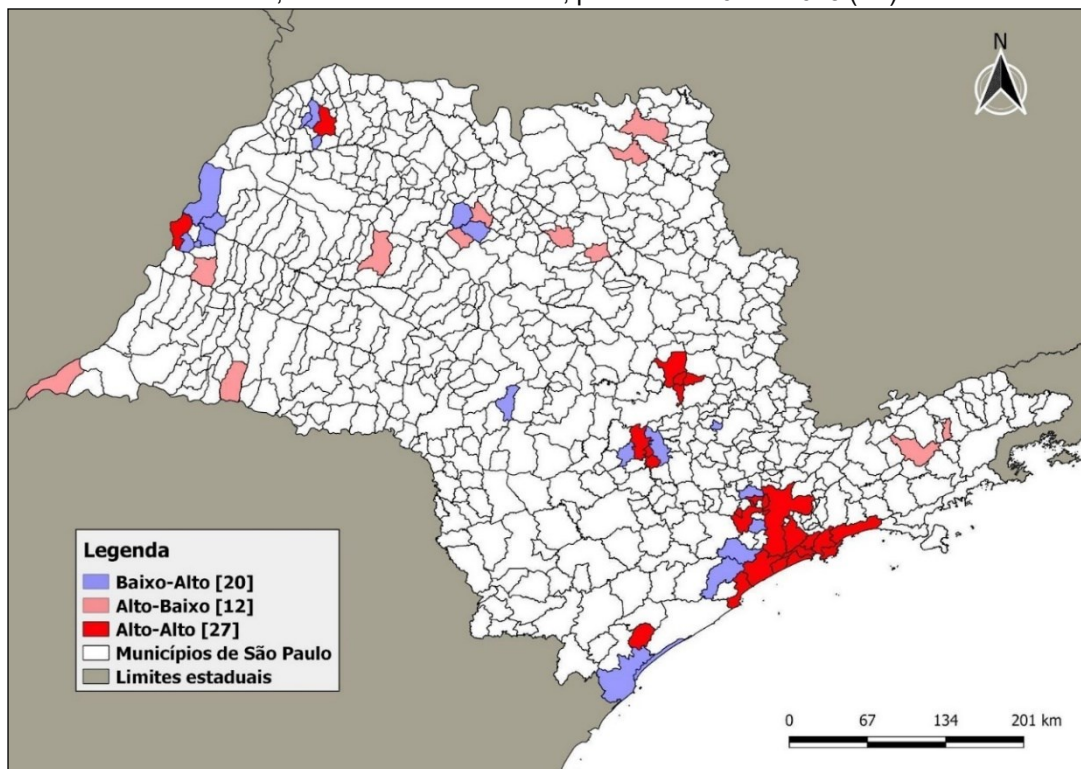 N
Legenda
Baixo-Alto [20]
Alto-Baixo [12]
Alto-Alto [27]
Municípios de São Paulo
Limites estaduais
0 67 134 201 km